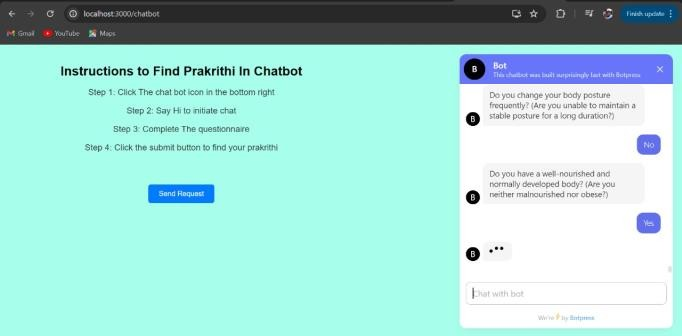 localhost:3000/chatbot
Finish update
Gmail
YouTube
Maps
Instructions to Find Prakrithi In Chatbot
Step 1: Click The chat bot icon in the bottom right
Step 2: Say Hi to initiate chat
Step 3: Complete The questionnaire
Step 4: Click the submit button to find your prakrithi
Send Request
B
Bot
This chatbot was built surprisingly fast with Botpress
Do you change your body posture
frequently? (Are you unable to maintain a
stable posture for a long duration?)
B
No
Do you have a well-nourished and
normally developed body? (Are you
neither malnourished nor obese?)
B
Yes
B
Chat with bot
We're ⚡ by Botpress